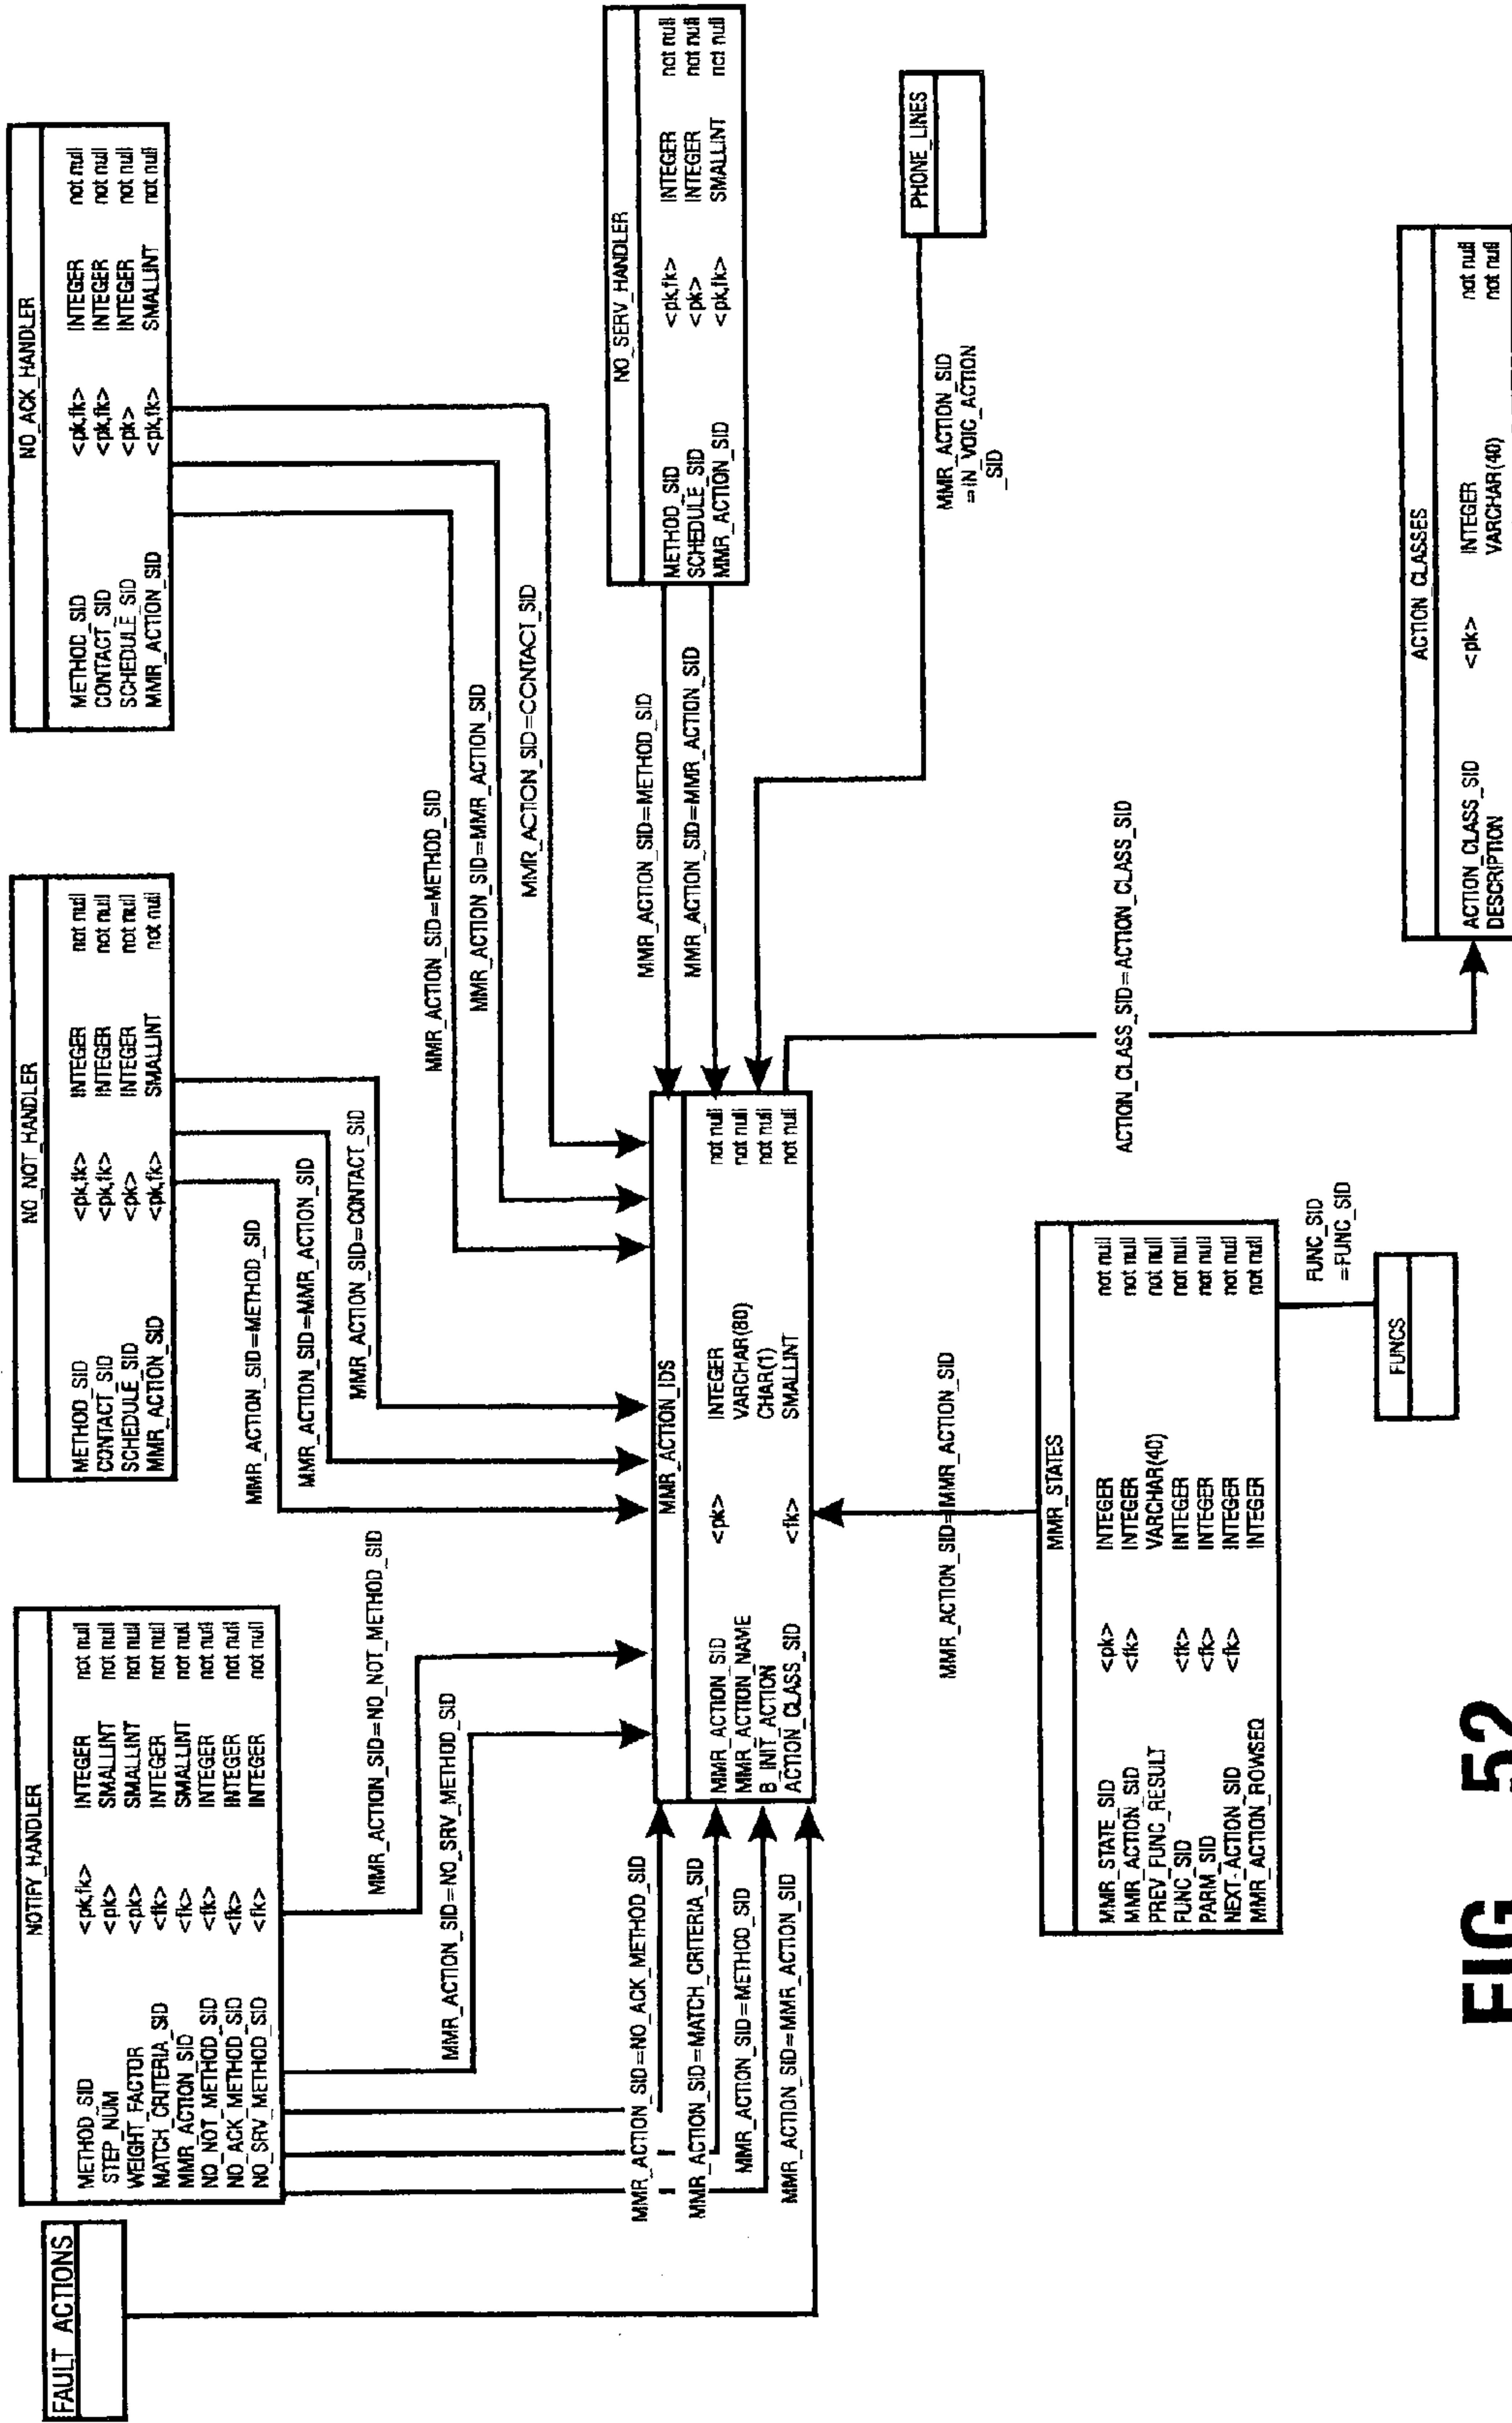 FAULT_ACTIONS
NOTIFY_HANDLER
METHOD_SID <pk,fk> INTEGER not null
STEP_NUM <pk> SMALLINT not null
WEIGHT_FACTOR <pk> SMALLINT not null
MATCH_CRITERIA_SID <fk> INTEGER not null
MMR_ACTION_SID <fk> SMALLINT not null
NO_NOT_METHOD_SID <fk> INTEGER not null
NO_ACK_METHOD_SID <fk> INTEGER not null
NO_SRV_METHOD_SID <fk> INTEGER not null
NO_NOT_HANDLER
METHOD_SID <pk,fk> INTEGER not null
CONTACT_SID <pk,fk> INTEGER not null
SCHEDULE_SID <pk> INTEGER not null
MMR_ACTION_SID <pk,fk> SMALLINT not null
NO_ACK_HANDLER
METHOD_SID <pk,fk> INTEGER not null
CONTACT_SID <pk,fk> INTEGER not null
SCHEDULE_SID <pk> INTEGER not null
MMR_ACTION_SID <pk,fk> SMALLINT not null
MMR_ACTION_SID=METHOD_SID
MMR_ACTION_SID=MMR_ACTION_SID
MMR_ACTION_SID=CONTACT_SID
MMR_ACTION_SID=NO_NOT_METHOD_SID
MMR_ACTION_SID=NO_SRV_METHOD_SID
MMR_ACTION_SID=METHOD_SID
MMR_ACTION_SID=MMR_ACTION_SID
MMR_ACTION_SID=CONTACT_SID
NO_SERV_HANDLER
METHOD_SID <pk,fk> INTEGER not null
SCHEDULE_SID <pk> INTEGER not null
MMR_ACTION_SID <pk,fk> SMALLINT not null
MMR_ACTION_SID=METHOD_SID
MMR_ACTION_SID=MMR_ACTION_SID
MMR_ACTION_SID=NO_ACK_METHOD_SID
MMR_ACTION_SID=MATCH_CRITERIA_SID
MMR_ACTION_SID=METHOD_SID
MMR_ACTION_SID=MMR_ACTION_SID
MMR_ACTION_IDS
MMR_ACTION_SID <pk> INTEGER not null
MMR_ACTION_NAME VARCHAR(80) not null
B_INIT_ACTION CHAR(1) not null
ACTION_CLASS_SID <fk> SMALLINT not null
PHONE_LINES
MMR_ACTION_SID
=IN_VOIC_ACTION
_SID
MMR_ACTION_SID=MMR_ACTION_SID
ACTION_CLASS_SID=ACTION_CLASS_SID
MMR_STATES
MMR_STATE_SID <pk> INTEGER not null
MMR_ACTION_SID <fk> INTEGER not null
PREV_FUNC_RESULT VARCHAR(40) not null
FUNC_SID <fk> INTEGER not null
PARM_SID <fk> INTEGER not null
NEXT-ACTION_SID <fk> INTEGER not null
MMR_ACTION_ROWSEQ INTEGER not null
FUNC_SID
=FUNC_SID
FUNCS
ACTION_CLASSES
ACTION_CLASS_SID <pk> INTEGER not null
DESCRIPTION VARCHAR(40) not null
FIG_52